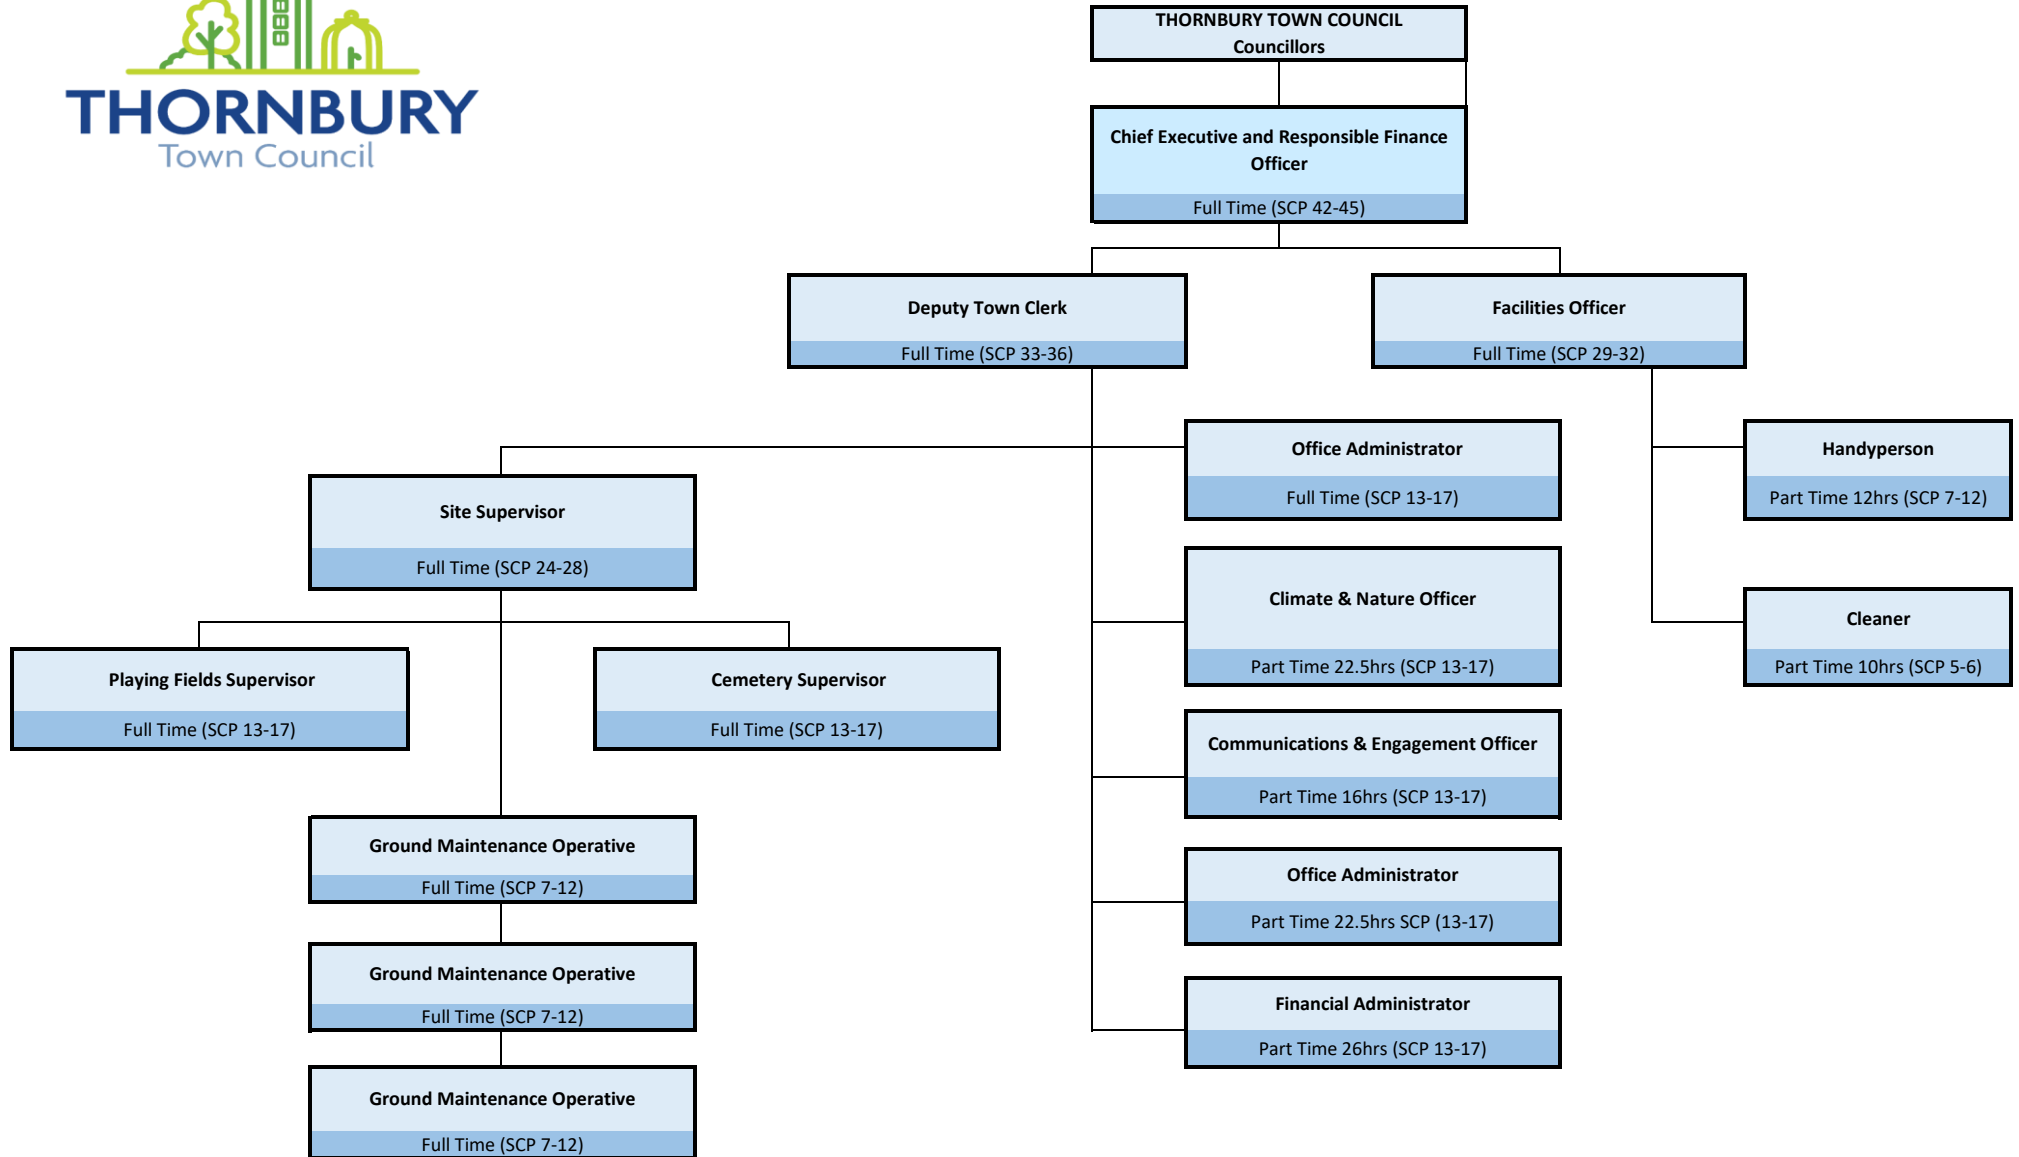 THORNBURY
Town Council
THORNBURY TOWN COUNCIL
Councillors
Chief Executive and Responsible Finance
Officer
Full Time (SCP 42-45)
Deputy Town Clerk
Full Time (SCP 33-36)
Facilities Officer
Full Time (SCP 29-32)
Office Administrator
Full Time (SCP 13-17)
Handyperson
Part Time 12hrs (SCP 7-12)
Site Supervisor
Full Time (SCP 24-28)
Climate & Nature Officer
Part Time 22.5hrs (SCP 13-17)
Cleaner
Part Time 10hrs (SCP 5-6)
Playing Fields Supervisor
Full Time (SCP 13-17)
Cemetery Supervisor
Full Time (SCP 13-17)
Communications & Engagement Officer
Part Time 16hrs (SCP 13-17)
Ground Maintenance Operative
Full Time (SCP 7-12)
Office Administrator
Part Time 22.5hrs SCP (13-17)
Ground Maintenance Operative
Full Time (SCP 7-12)
Financial Administrator
Part Time 26hrs (SCP 13-17)
Ground Maintenance Operative
Full Time (SCP 7-12)